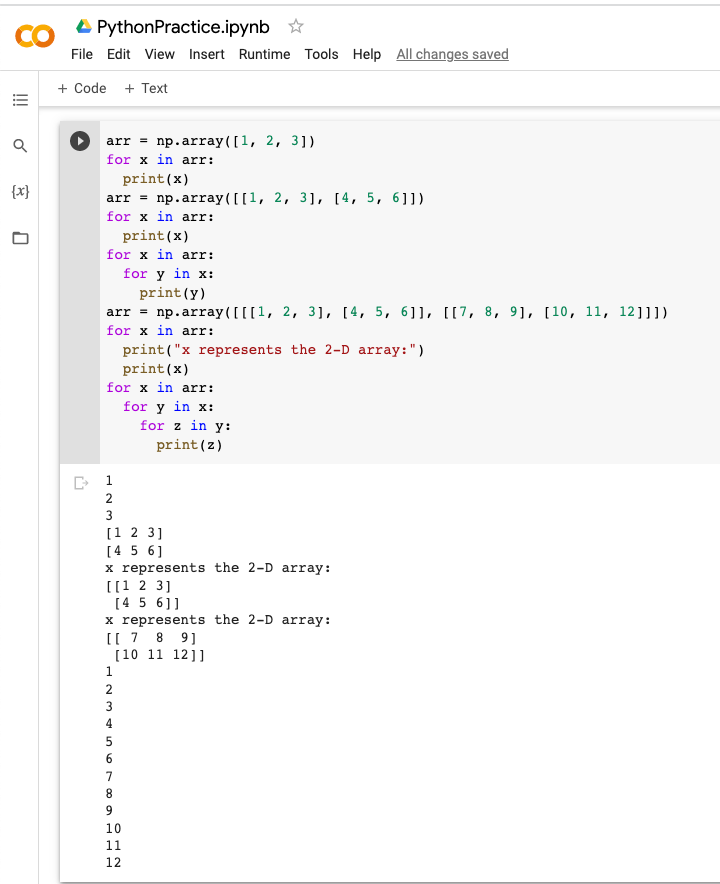 PythonPractice.ipynb
File Edit View Insert Runtime Tools Help All changes saved
+ Code + Text
arr = np.array([1, 2, 3])
for x in arr:
  print(x)
arr = np.array([[1, 2, 3], [4, 5, 6]])
for x in arr:
  print(x)
for x in arr:
  for y in x:
    print(y)
arr = np.array([[[1, 2, 3], [4, 5, 6]], [[7, 8, 9], [10, 11, 12]]])
for x in arr:
  print("x represents the 2-D array:")
  print(x)
for x in arr:
  for y in x:
    for z in y:
      print(z)
{x}
1
2
3
[1 2 3]
[4 5 6]
x represents the 2-D array:
[[1 2 3]
 [4 5 6]]
x represents the 2-D array:
[[ 7  8  9]
 [10 11 12]]
1
2
3
4
5
6
7
8
9
10
11
12